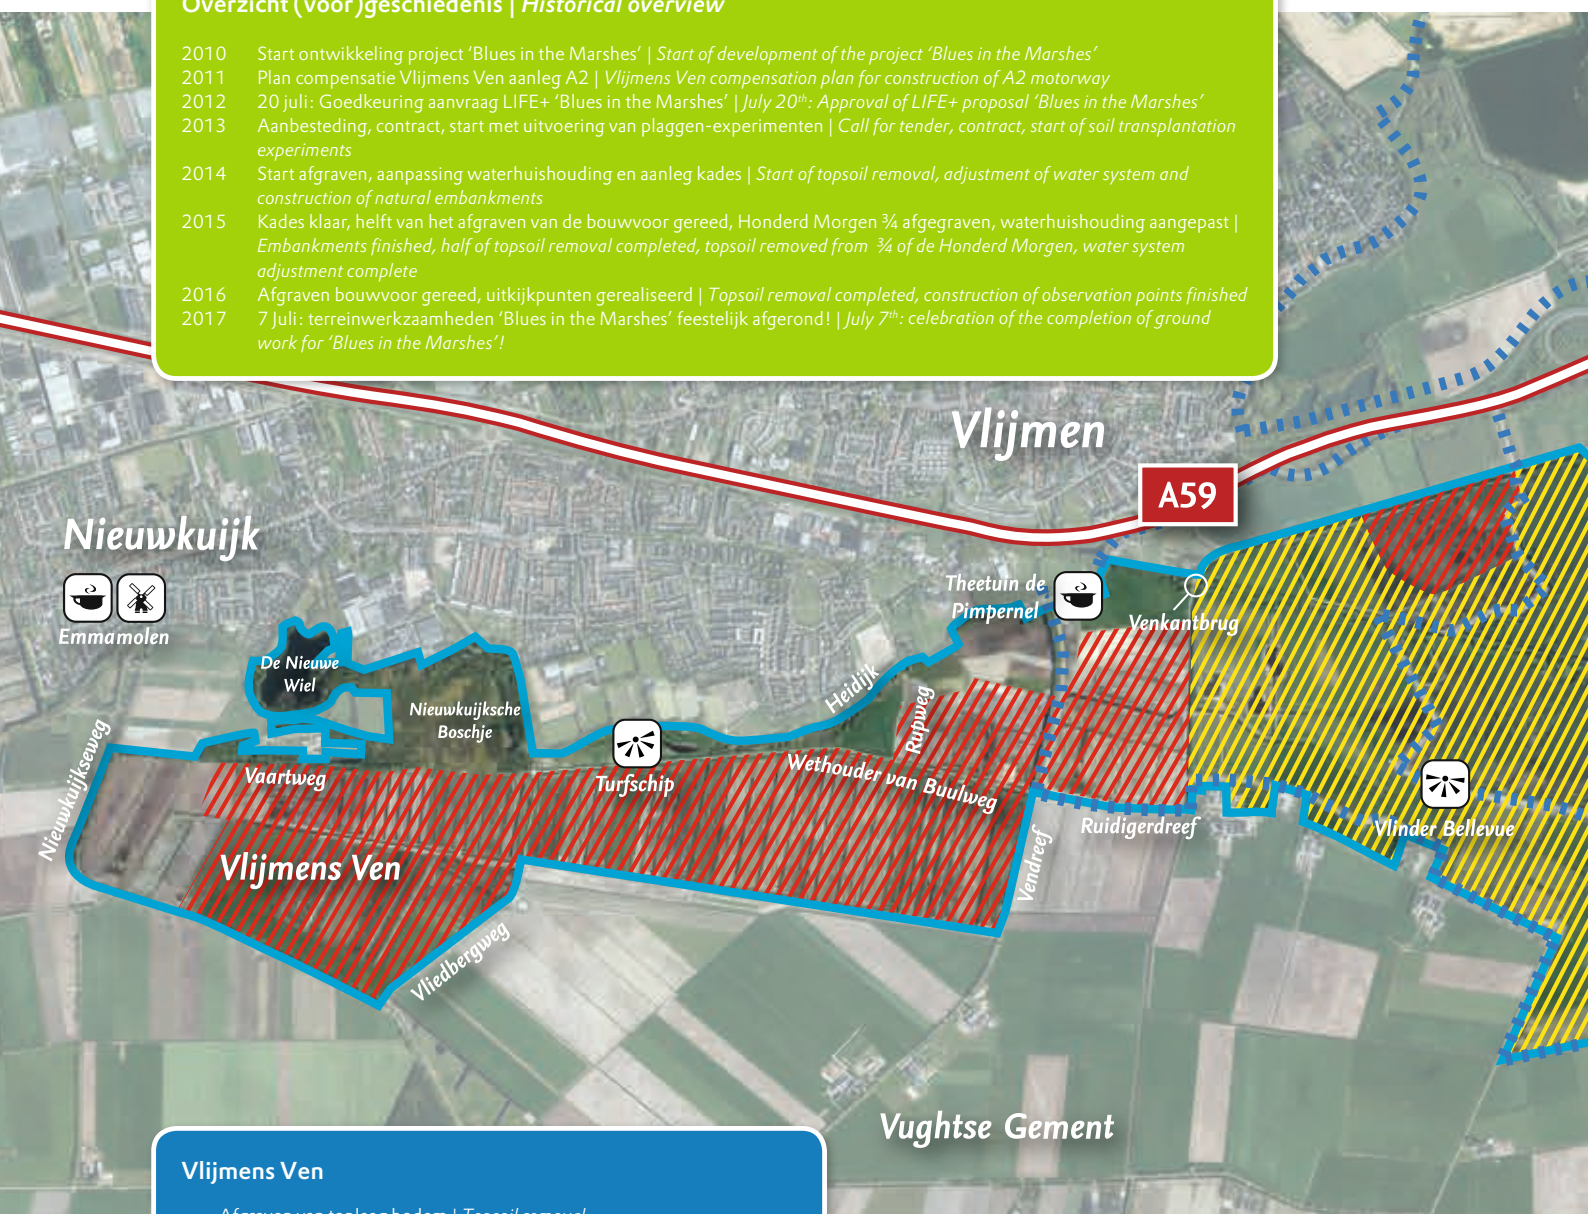 Overzicht (voor)geschiedenis | Historical overview
2010 Start ontwikkeling project ‘Blues in the Marshes’ | Start of development of the project ‘Blues in the Marshes’
2011 Plan compensatie Vlijmens Ven aanleg A2 | Vlijmens Ven compensation plan for construction of A2 motorway
2012 20 juli: Goedkeuring aanvraag LIFE+ ‘Blues in the Marshes’ | July 20th: Approval of LIFE+ proposal ‘Blues in the Marshes’
2013 Aanbesteding, contract, start met uitvoering van plaggen-experimenten | Call for tender, contract, start of soil transplantation
experiments
2014 Start afgraven, aanpassing waterhuishouding en aanleg kades | Start of topsoil removal, adjustment of water system and
construction of natural embankments
2015 Kades klaar, helft van het afgraven van de bouwvoor gereed, Honderd Morgen ¾ afgegraven, waterhuishouding aangepast |
Embankments finished, half of topsoil removal completed, topsoil removed from ¾ of de Honderd Morgen, water system
adjustment complete
2016 Afgraven bouwvoor gereed, uitkijkpunten gerealiseerd | Topsoil removal completed, construction of observation points finished
2017 7 Juli: terreinwerkzaamheden ‘Blues in the Marshes’ feestelijk afgerond! | July 7th: celebration of the completion of ground
work for ‘Blues in the Marshes’!
Vlijmen
A59
Nieuwkuijk
Emmamolen
Theetuin de
Pimpernel
Venkantbrug
De Nieuwe
Wiel
Nieuwkuijksche
Boschje
Heidijk
Rupweg
Nieuwkuijkseweg
Vaartweg
Turfschip
Wethouder van Buulweg
Ruidigerdreef
Vlinder Bellevue
Vendreef
Vlijmens Ven
Vliedbergweg
Vughtse Gement
Vlijmens Ven
Afgraven van toplaag bodem | Topsoil removal